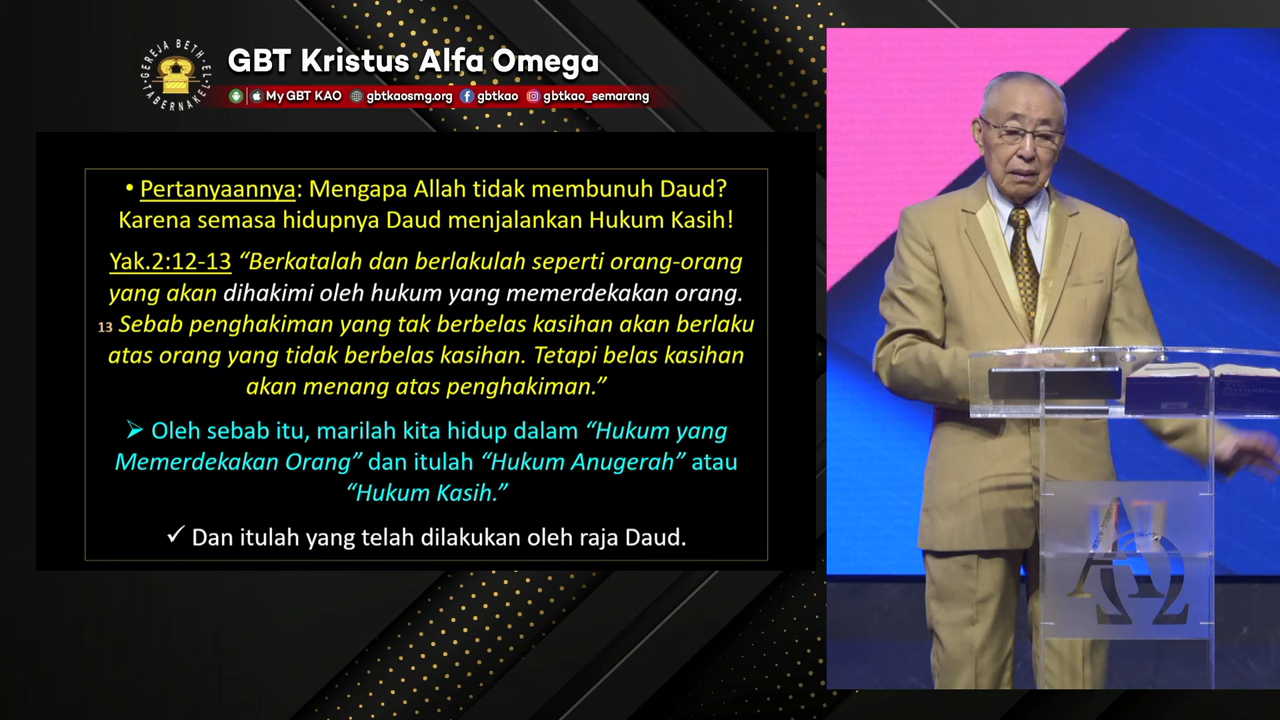 GEREJA BETH-EL TABERNAKEL
GBT Kristus Alfa Omega
My GBT KAO gbtkaosmg.org gbtkao gbtkao_semarang
• Pertanyaannya: Mengapa Allah tidak membunuh Daud?
Karena semasa hidupnya Daud menjalankan Hukum Kasih!
Yak.2:12-13 “Berkatalah dan berlakulah seperti orang-orang
yang akan dihakimi oleh hukum yang memerdekakan orang.
13 Sebab penghakiman yang tak berbelas kasihan akan berlaku
atas orang yang tidak berbelas kasihan. Tetapi belas kasihan
akan menang atas penghakiman.”
➢ Oleh sebab itu, marilah kita hidup dalam “Hukum yang
Memerdekakan Orang” dan itulah “Hukum Anugerah” atau
“Hukum Kasih.”
✓ Dan itulah yang telah dilakukan oleh raja Daud.